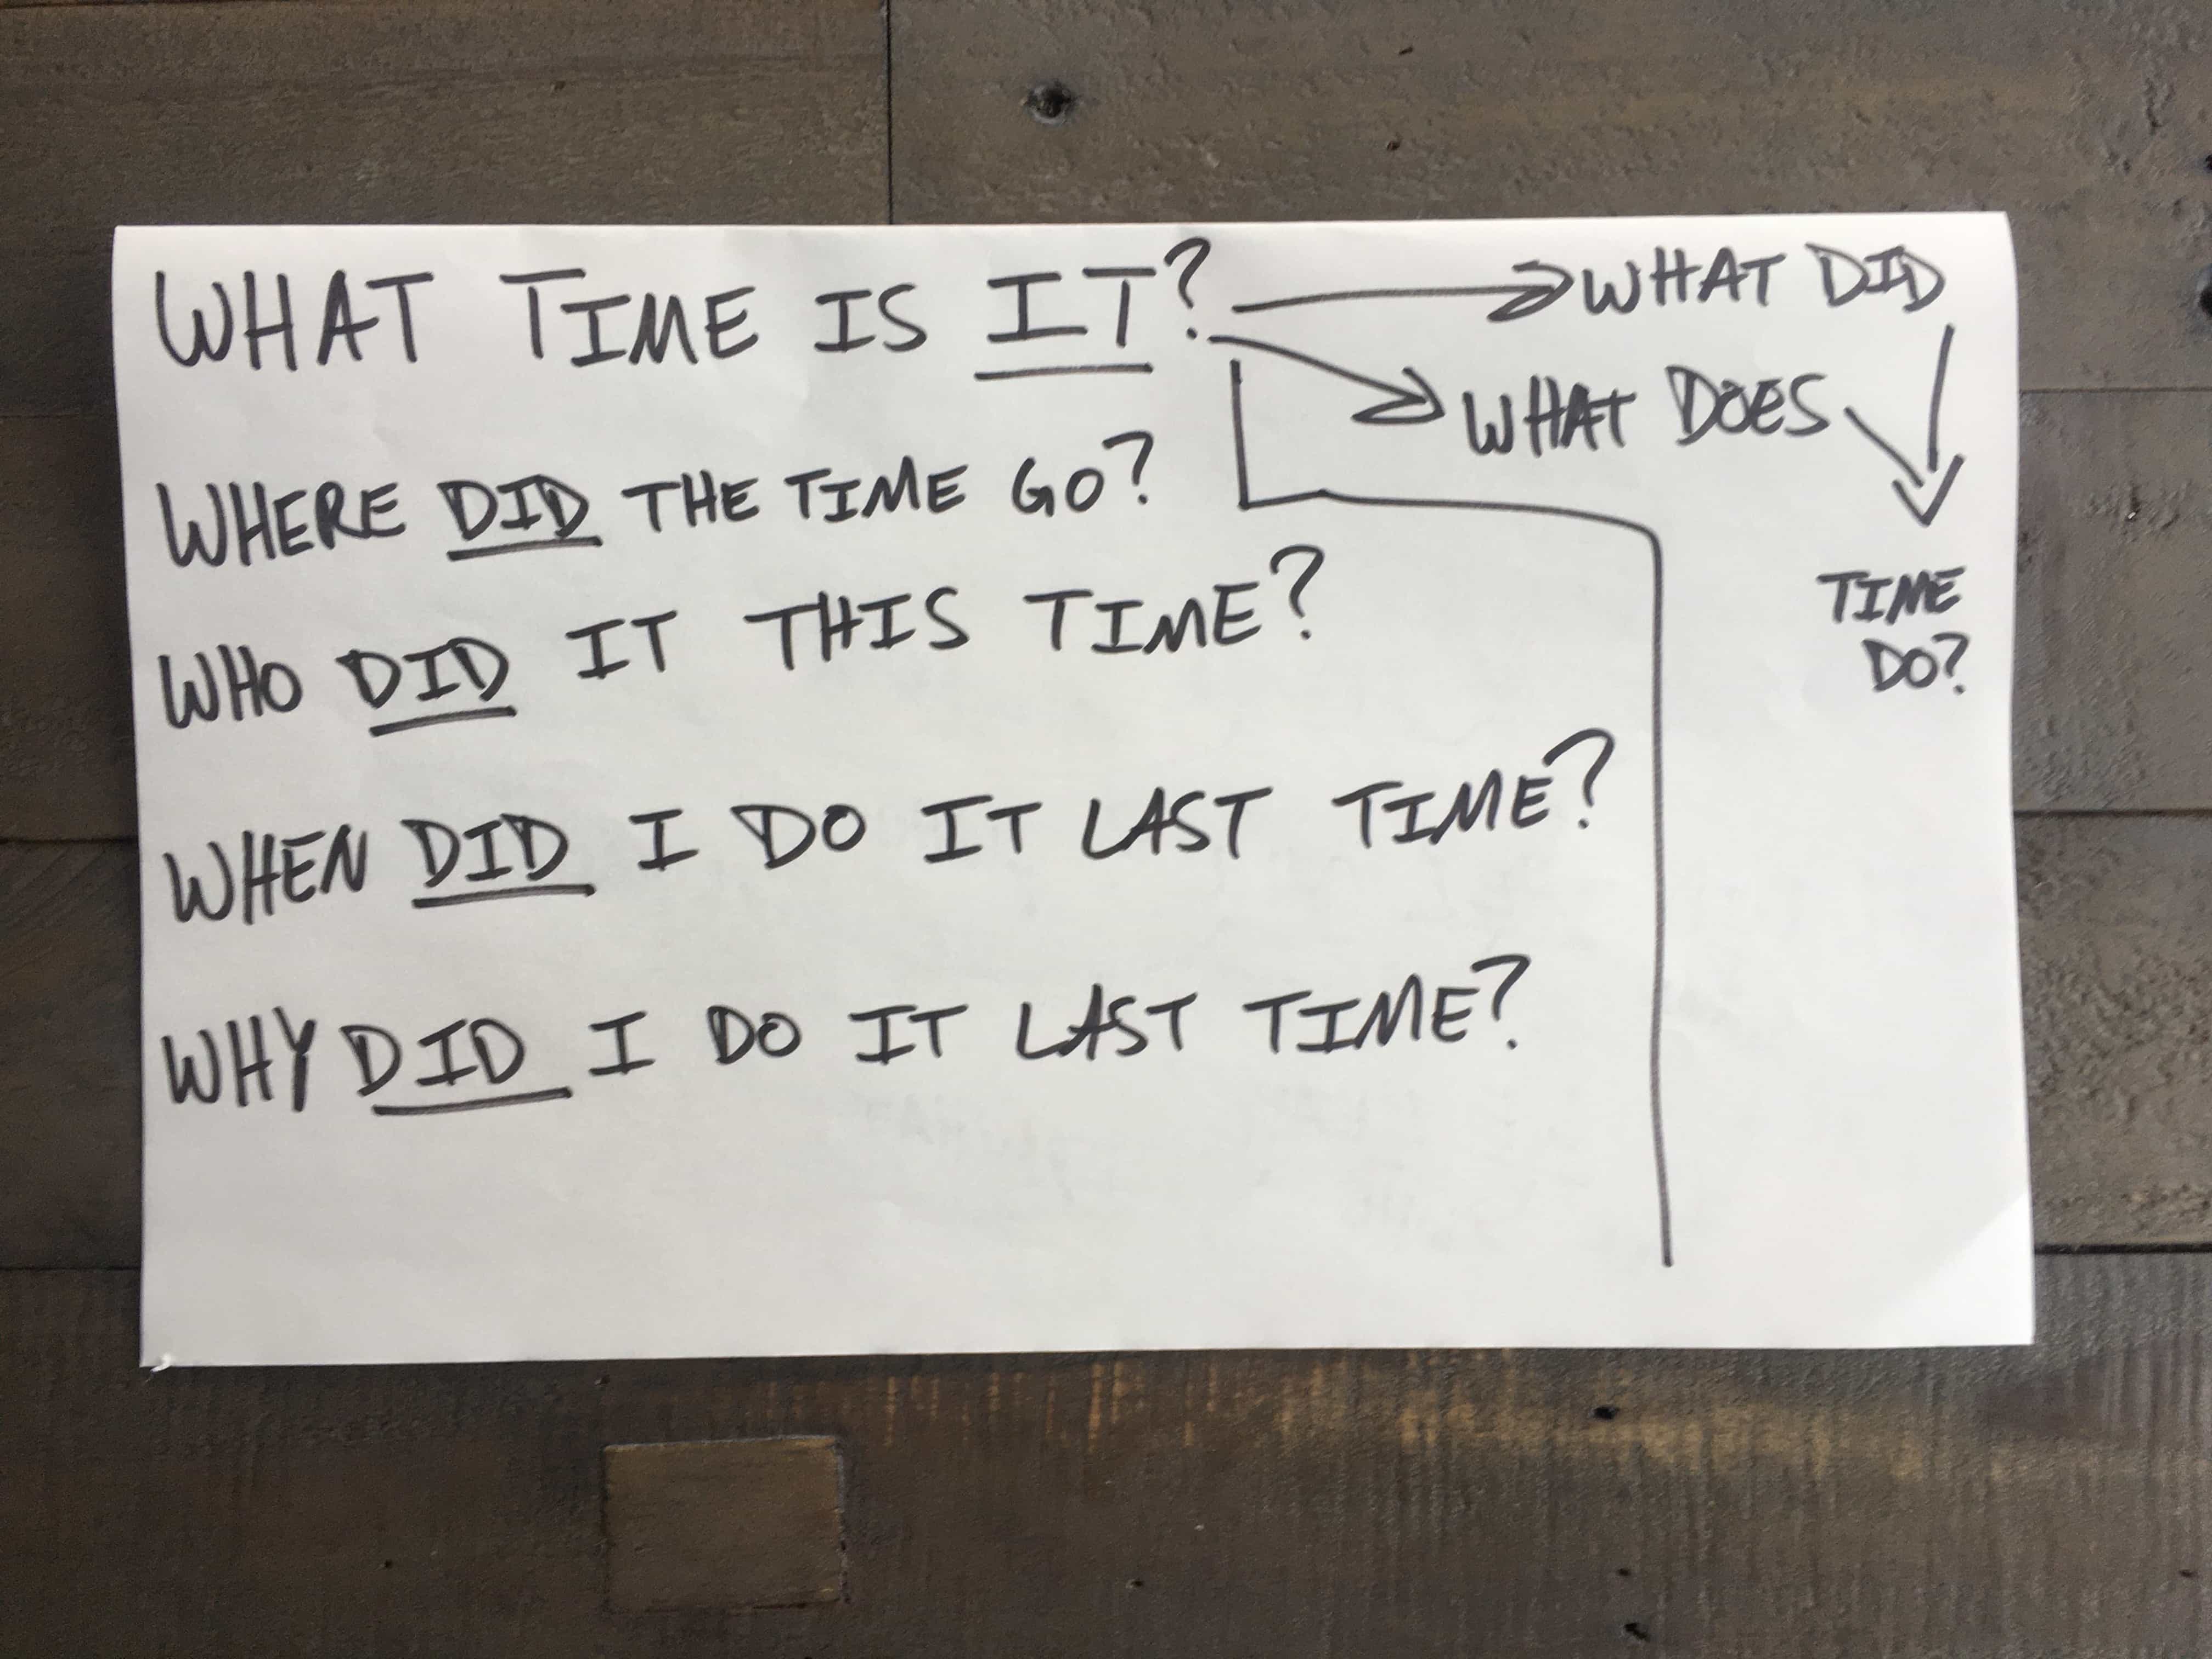 WHAT TIME IS IT?
WHERE DID THE TIME GO?
WHO DID IT THIS TIME?
WHEN DID I DO IT LAST TIME?
WHY DID I DO IT LAST TIME?
WHAT DID
WHAT DOES
TIME
DO?